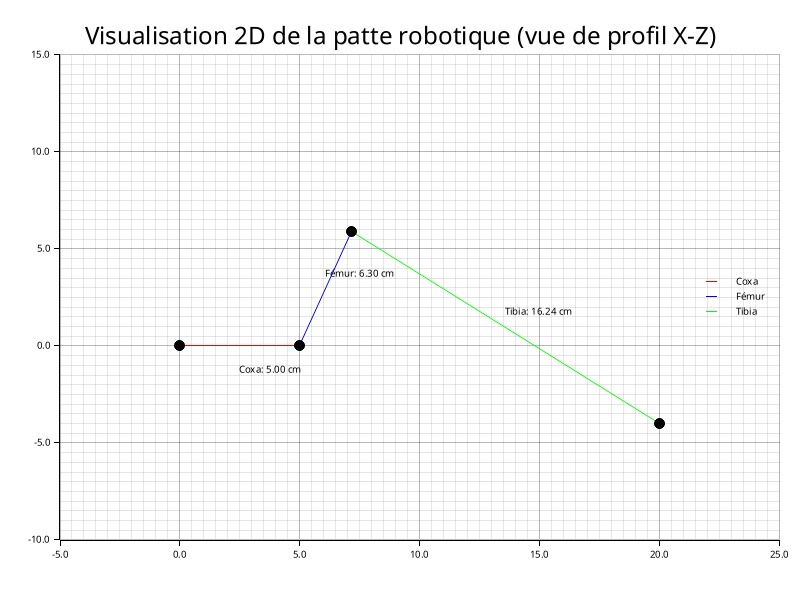 Visualisation 2D de la patte robotique (vue de profil X-Z)
15.0
10.0
5.0
0.0
-5.0
-10.0
Fémur: 6.30 cm
Tibia: 16.24 cm
Coxa: 5.00 cm
Coxa
Fémur
Tibia
-5.0
0.0
5.0
10.0
15.0
20.0
25.0